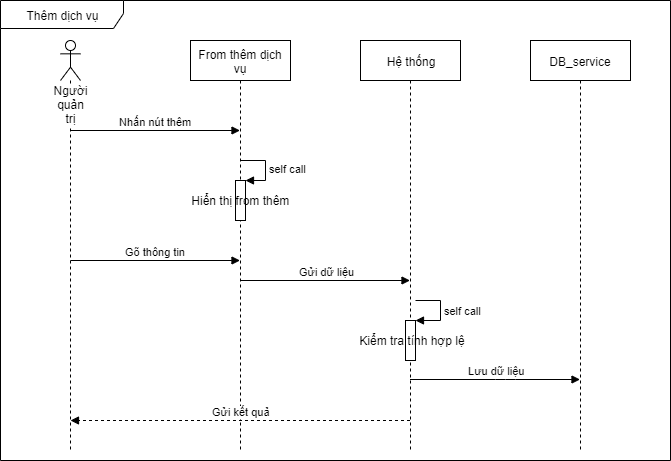 Thêm dịch vụ
From thêm dịch
vụ
Hệ thống
DB_service
Người
quản
trị
Nhấn nút thêm
self call
Hiển thị from thêm
Gõ thông tin
Gửi dữ liệu
self call
Kiểm tra tính hợp lệ
Lưu dữ liệu
Gửi kết quả